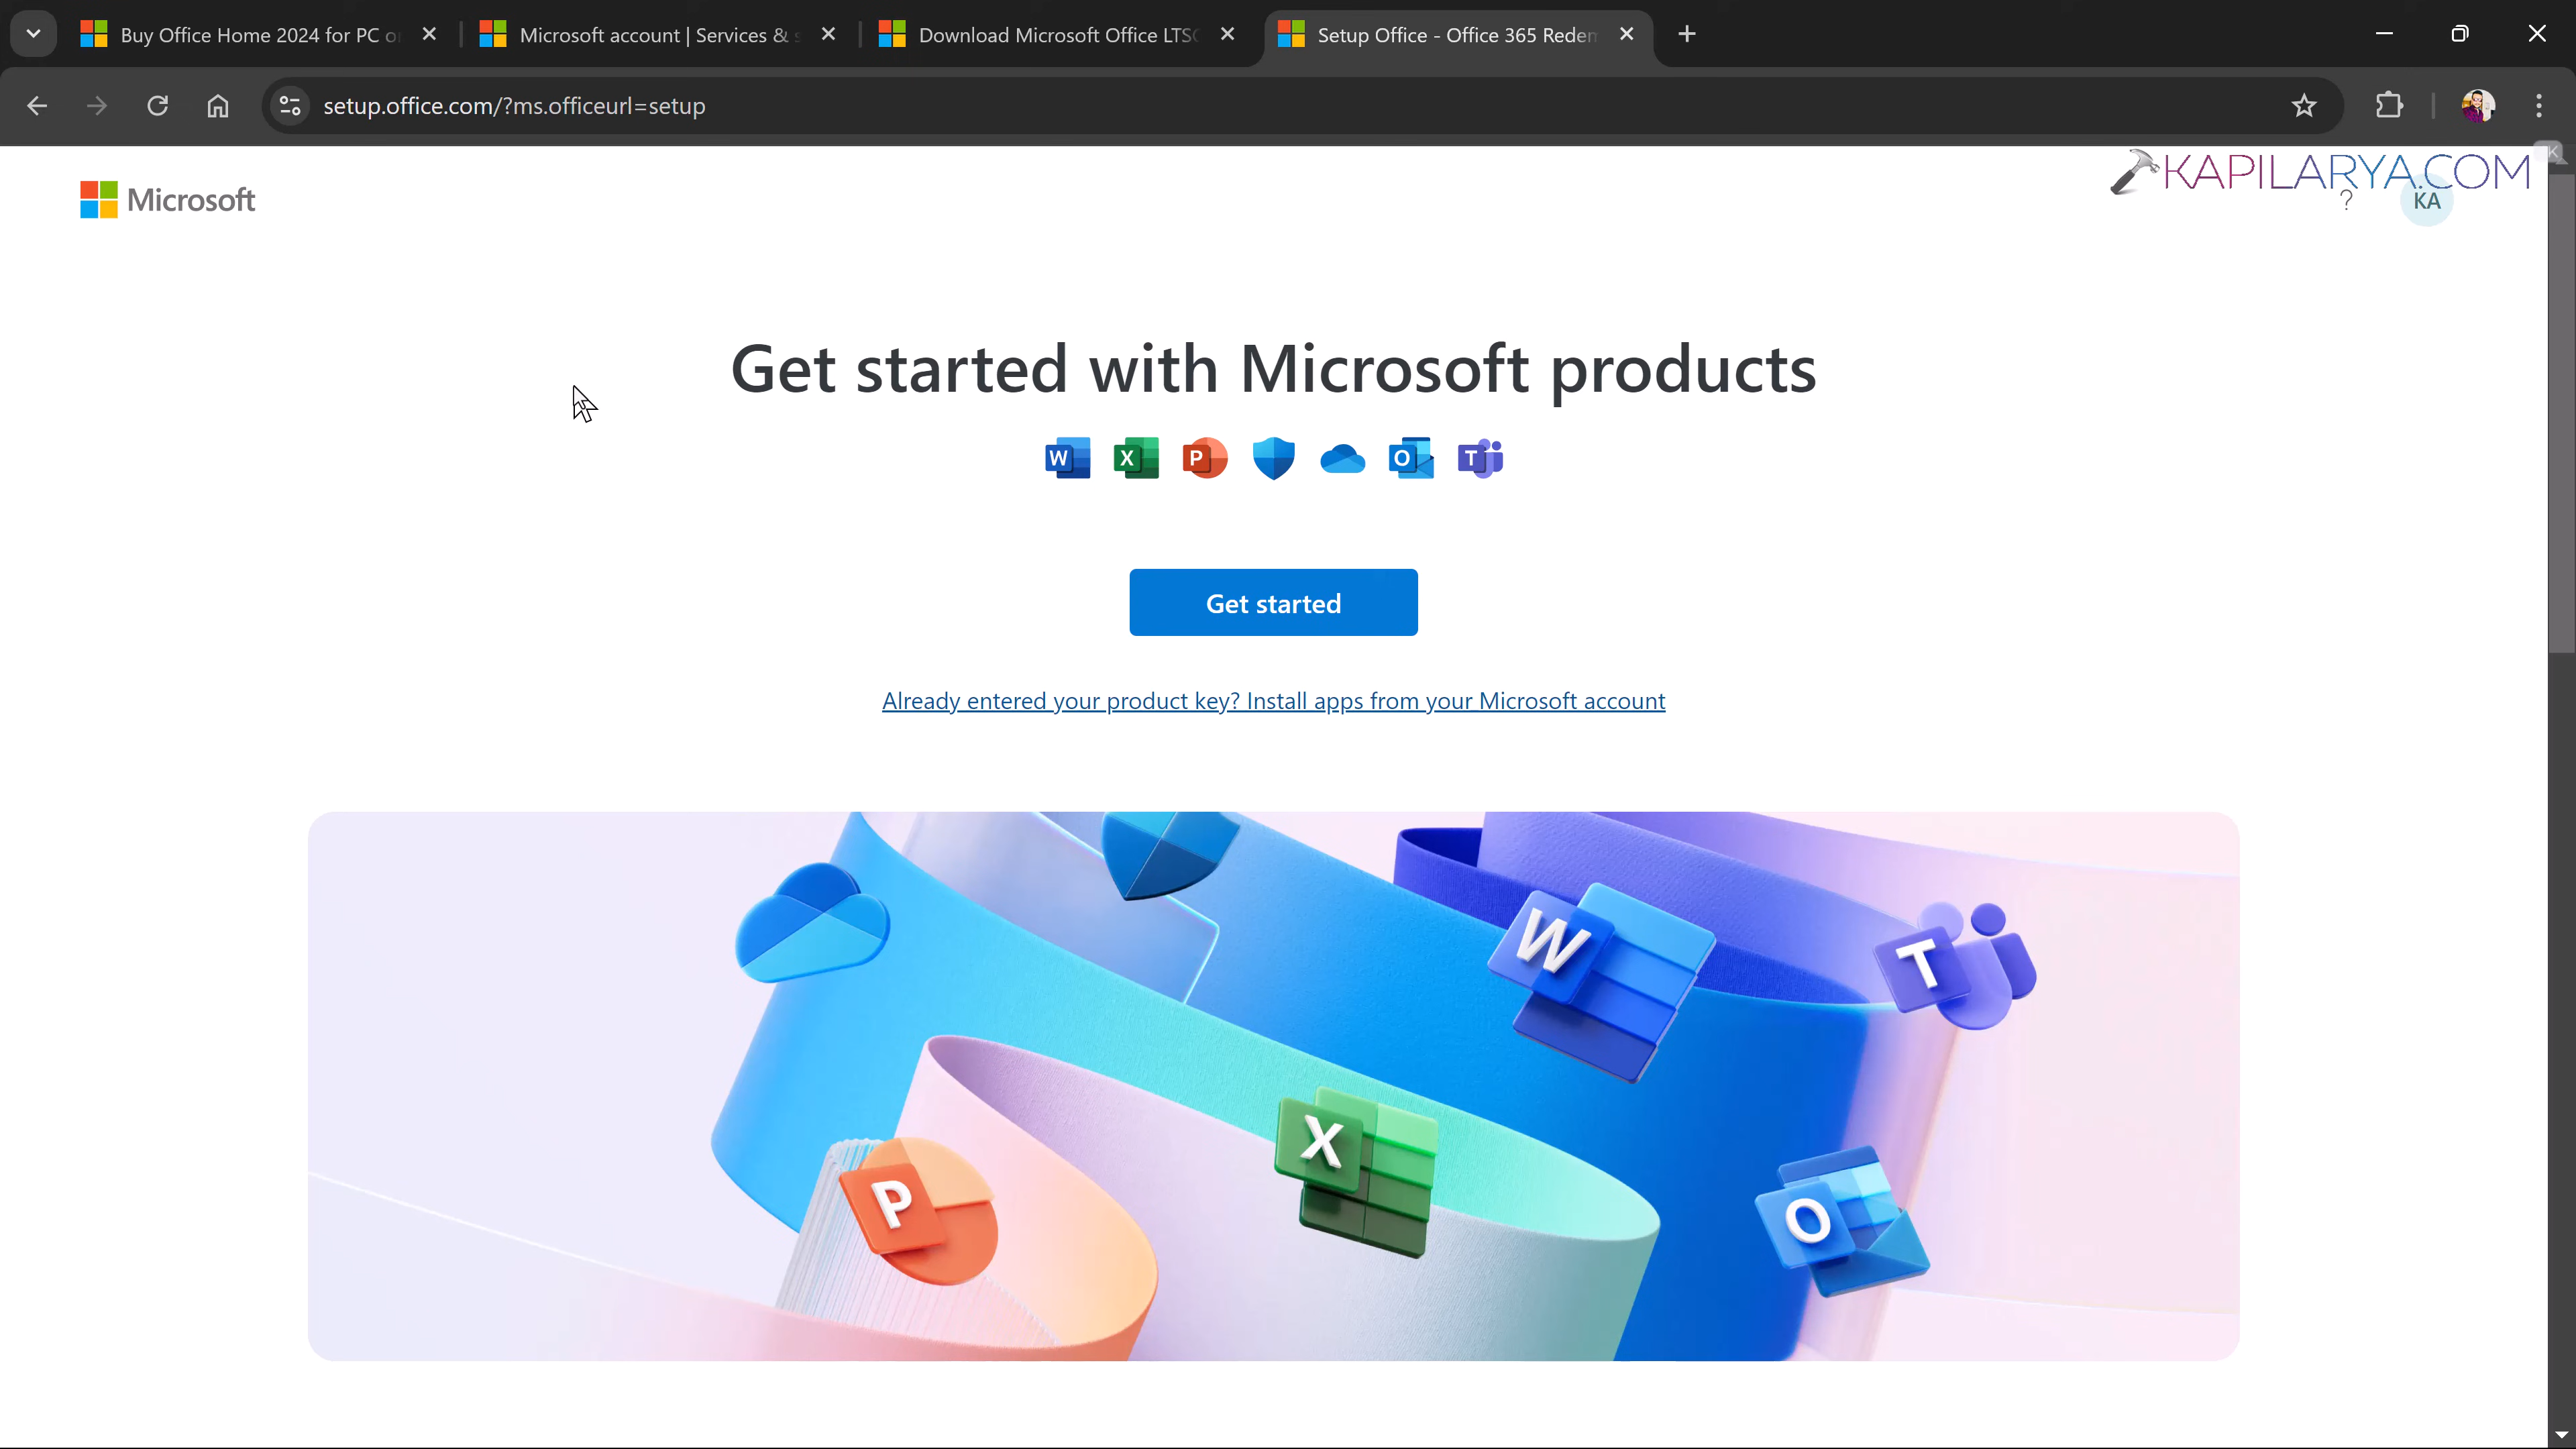 Buy Office Home 2024 for PC o
Microsoft account | Services &
Download Microsoft Office LTSC
Setup Office - Office 365 Redem
setup.office.com/?ms.officeurl=setup
K
KAPILARYA.COM
Microsoft
?
KA
Get started with Microsoft products
W X P O T
Get started
Already entered your product key? Install apps from your Microsoft account
W
T
X
P
O